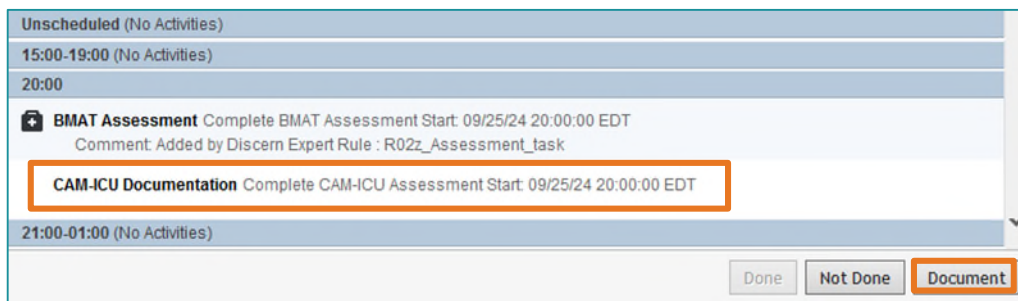 Unscheduled (No Activities)
15:00-19:00 (No Activities)
20:00
BMAT Assessment Complete BMAT Assessment Start: 09/25/24 20:00:00 EDT
Comment: Added by Discern Expert Rule : R02z_Assessment_task
CAM-ICU Documentation Complete CAM-ICU Assessment Start: 09/25/24 20:00:00 EDT
21:00-01:00 (No Activities)
Done Not Done Document